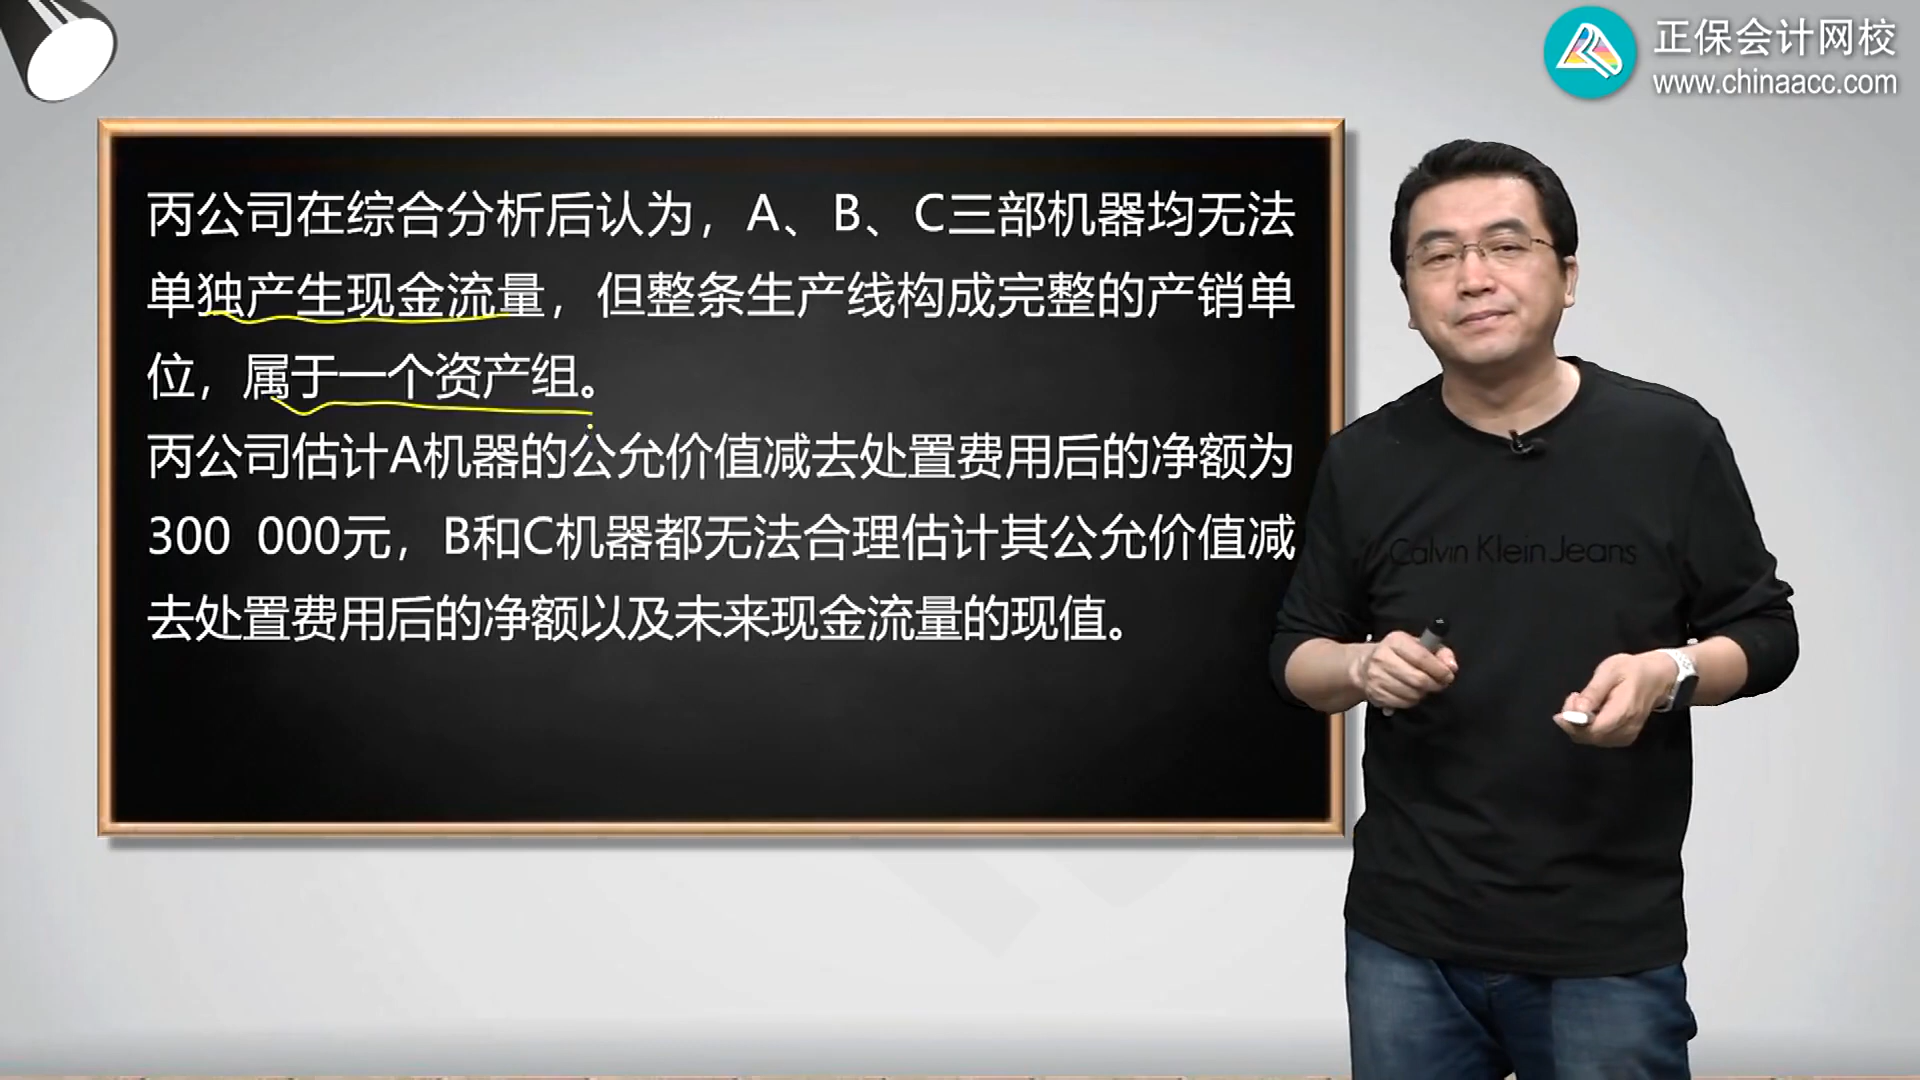 正保会计网校
www.chinaacc.com
丙公司在综合分析后认为，A、B、C三部机器均无法
单独产生现金流量，但整条生产线构成完整的产销单
位，属于一个资产组。
丙公司估计A机器的公允价值减去处置费用后的净额为
300 000元，B和C机器都无法合理估计其公允价值减
去处置费用后的净额以及未来现金流量的现值。
Calvin Klein Jeans